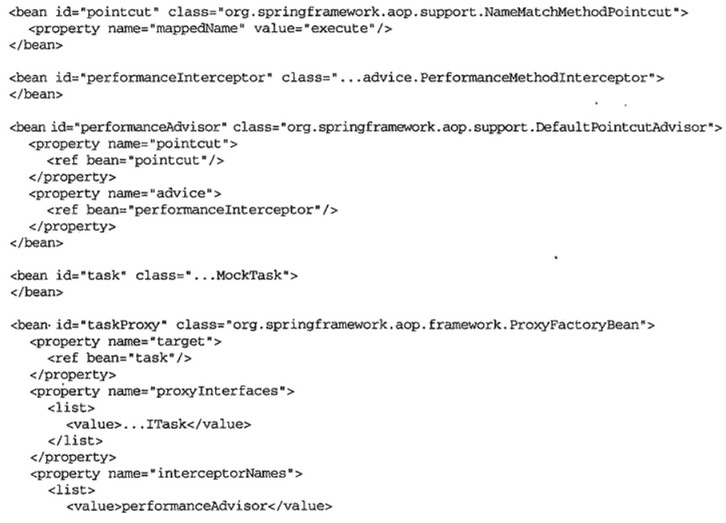 <bean id="pointcut" class="org.springframework.aop.support.NameMatchMethodPointcut">
<property name="mappedName" value="execute"/>
</bean>
<bean id="performanceInterceptor" class="...advice.PerformanceMethodInterceptor">
</bean>
<bean id="performanceAdvisor" class="org.springframework.aop.support.DefaultPointcutAdvisor">
<property name="pointcut">
<ref bean="pointcut"/>
</property>
<property name="advice">
<ref bean="performanceInterceptor"/>
</property>
</bean>
<bean id="task" class="...MockTask">
</bean>
<bean id="taskProxy" class="org.springframework.aop.framework.ProxyFactoryBean">
<property name="target">
<ref bean="task"/>
</property>
<property name="proxyInterfaces">
<list>
<value>...ITask</value>
</list>
</property>
<property name="interceptorNames">
<list>
<value>performanceAdvisor</value>